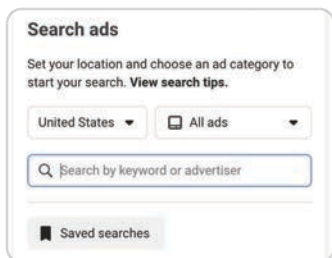 Search ads
Set your location and choose an ad category to
start your search. View search tips.
United States
All ads
Search by keyword or advertiser
Saved searches